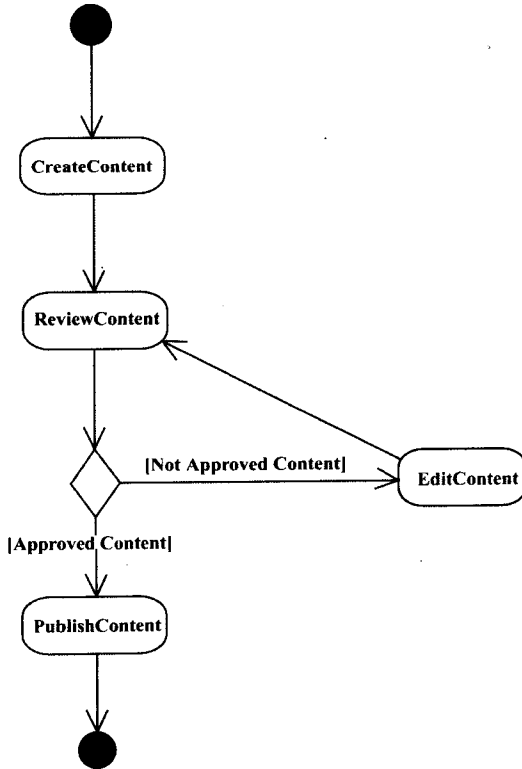 CreateContent
ReviewContent
[Not Approved Content]
EditContent
[Approved Content]
PublishContent